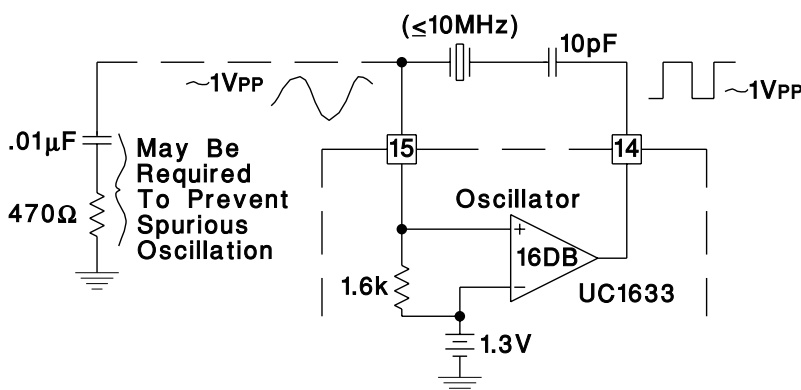 (≤10MHz)
10pF
~1VPP
~1VPP
.01µF
May Be
Required
To Prevent
Spurious
Oscillation
470Ω
15
14
Oscillator
+
16DB
−
1.6k
UC1633
1.3V